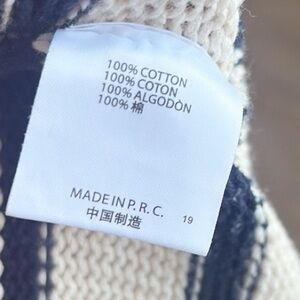 100% COTTON
100% COTON
100% ALGODÓN
100% 棉
MADE IN P. R. C.
中国制造
19